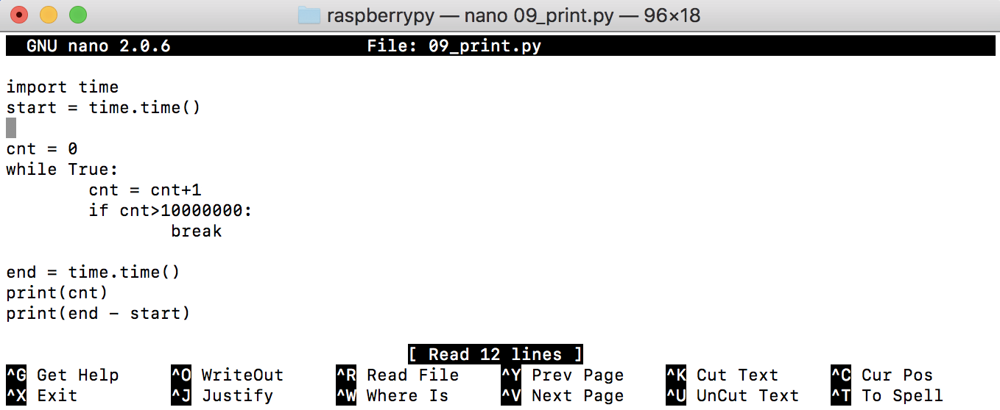 raspberrypy — nano 09_print.py — 96×18
GNU nano 2.0.6 File: 09_print.py
import time
start = time.time()
cnt = 0
while True:
        cnt = cnt+1
        if cnt>10000000:
                break
end = time.time()
print(cnt)
print(end - start)
[ Read 12 lines ]
^G Get Help ^O WriteOut ^R Read File ^Y Prev Page ^K Cut Text ^C Cur Pos
^X Exit ^J Justify ^W Where Is ^V Next Page ^U UnCut Text ^T To Spell